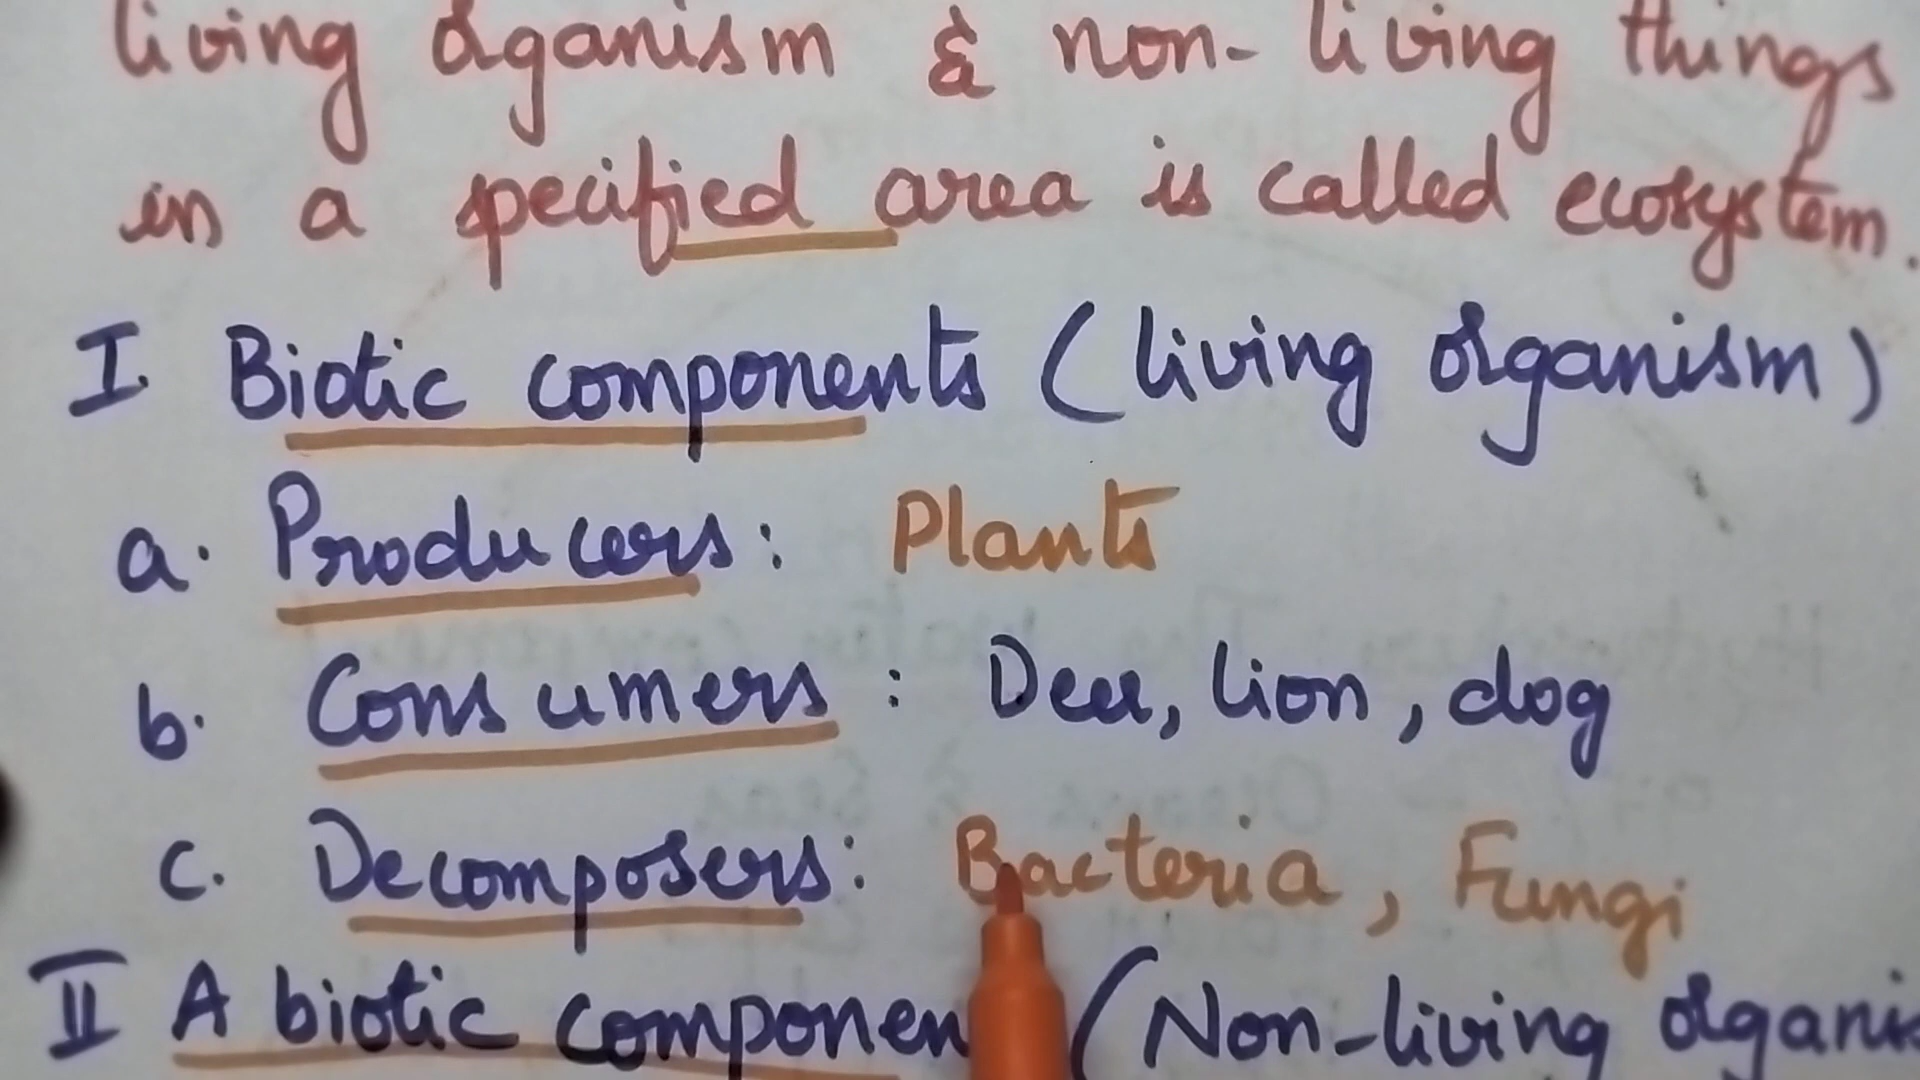 living organism & non-living things
in a specified area is called ecosystem.
I. Biotic components (living organism)
a. Producers: Plants
b. Consumers: Deer, lion, dog
c. Decomposers: Bacteria, Fungi
II A biotic componen (Non-living organis